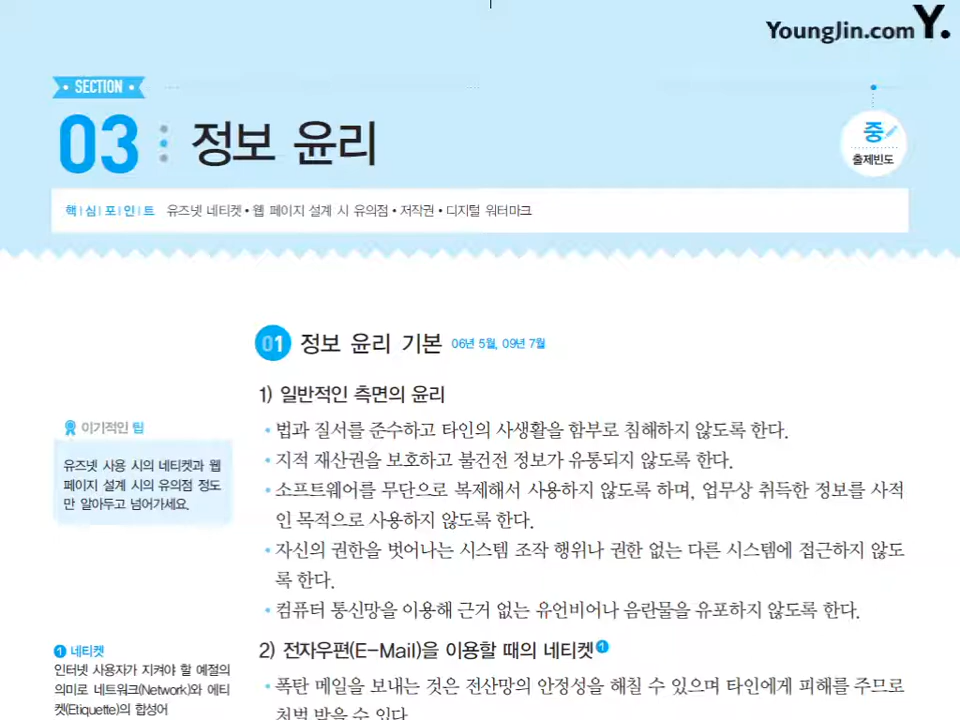 YoungJin.com Y.
SECTION
03 정보 윤리
중
출제빈도
핵심포인트 유즈넷 네티켓 • 웹 페이지 설계 시 유의점 • 저작권 • 디지털 워터마크
01 정보 윤리 기본 06년 5월, 09년 7월
1) 일반적인 측면의 윤리
• 법과 질서를 준수하고 타인의 사생활을 함부로 침해하지 않도록 한다.
• 지적 재산권을 보호하고 불건전 정보가 유통되지 않도록 한다.
• 소프트웨어를 무단으로 복제해서 사용하지 않도록 하며, 업무상 취득한 정보를 사적
인 목적으로 사용하지 않도록 한다.
• 자신의 권한을 벗어나는 시스템 조작 행위나 권한 없는 다른 시스템에 접근하지 않도
록 한다.
• 컴퓨터 통신망을 이용해 근거 없는 유언비어나 음란물을 유포하지 않도록 한다.
이기적인 팁
유즈넷 사용 시의 네티켓과 웹
페이지 설계 시의 유의점 정도
만 알아두고 넘어가세요.
2) 전자우편(E-Mail)을 이용할 때의 네티켓 1
• 폭탄 메일을 보내는 것은 전산망의 안정성을 해칠 수 있으며 타인에게 피해를 주므로
처벌 받을 수 있다.
1 네티켓
인터넷 사용자가 지켜야 할 예절의
의미로 네트워크(Network)와 에티
켓(Etiquette)의 합성어